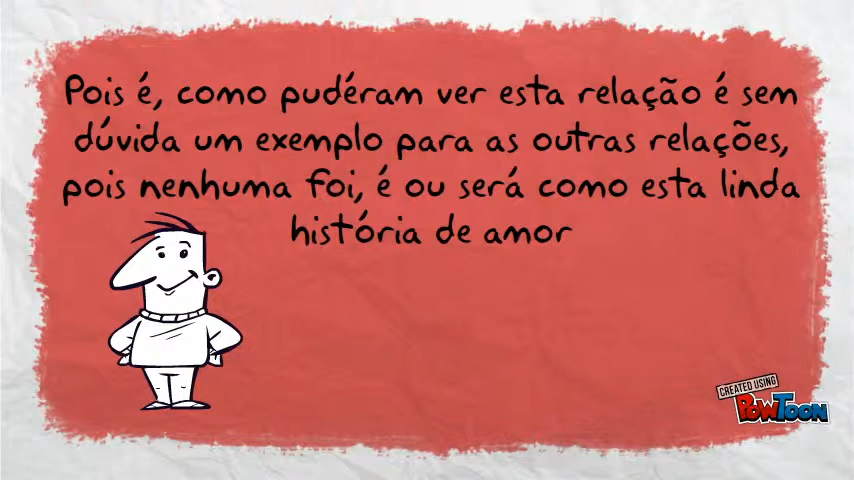 Pois é, como pudéram ver esta relação é sem
dúvida um exemplo para as outras relações,
pois nenhuma foi, é ou será como esta linda
história de amor
CREATED USING
POWTOON